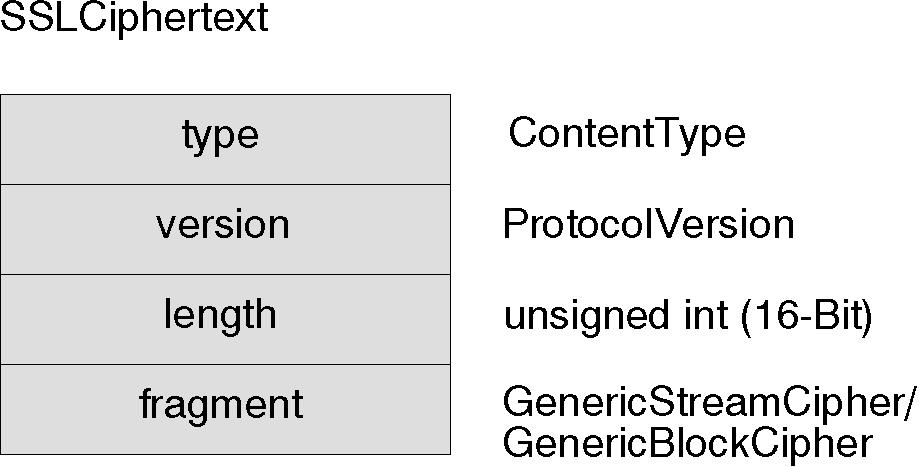 SSLCiphertext
type ContentType
version ProtocolVersion
length unsigned int (16-Bit)
fragment GenericStreamCipher/
GenericBlockCipher